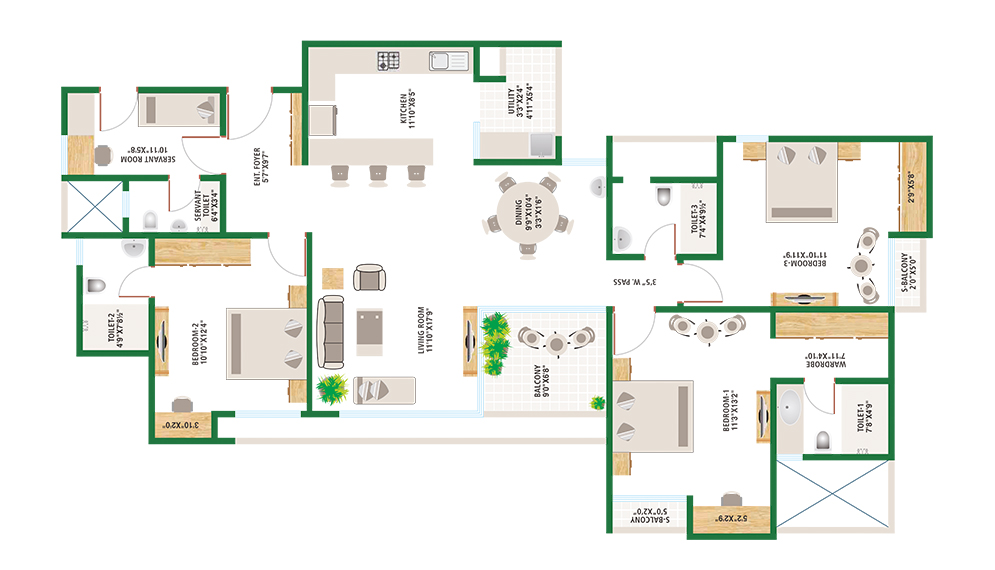 KITCHEN
11'10"X8'5"
UTILITY
3'3"X2'4"
4'11"X5'4"
SERVANT ROOM
10'11"X5'8"
ENT. FOYER
5'7"X9'7"
SERVANT
TOILET
6'4"X3'4"
DINING
9'9"X10'4"
3'3"X1'6"
TOILET-3
7'4"X4'9½"
2'9"X5'8"
BEDROOM-3
11'10"X11'9"
S-BALCONY
2'0"X5'0"
3'5" W. PASS
TOILET-2
4'9"X7'8½"
BEDROOM-2
10'10"X12'4"
3'10"X2'0"
LIVING ROOM
11'10"X17'9"
BALCONY
9'0"X6'8"
WARDROBE
7'11"X4'10'
BEDROOM-1
11'3"X13'2"
TOILET-1
7'8"X4'9"
S-BALCONY
5'0"X2'0"
5'2"X2'9"